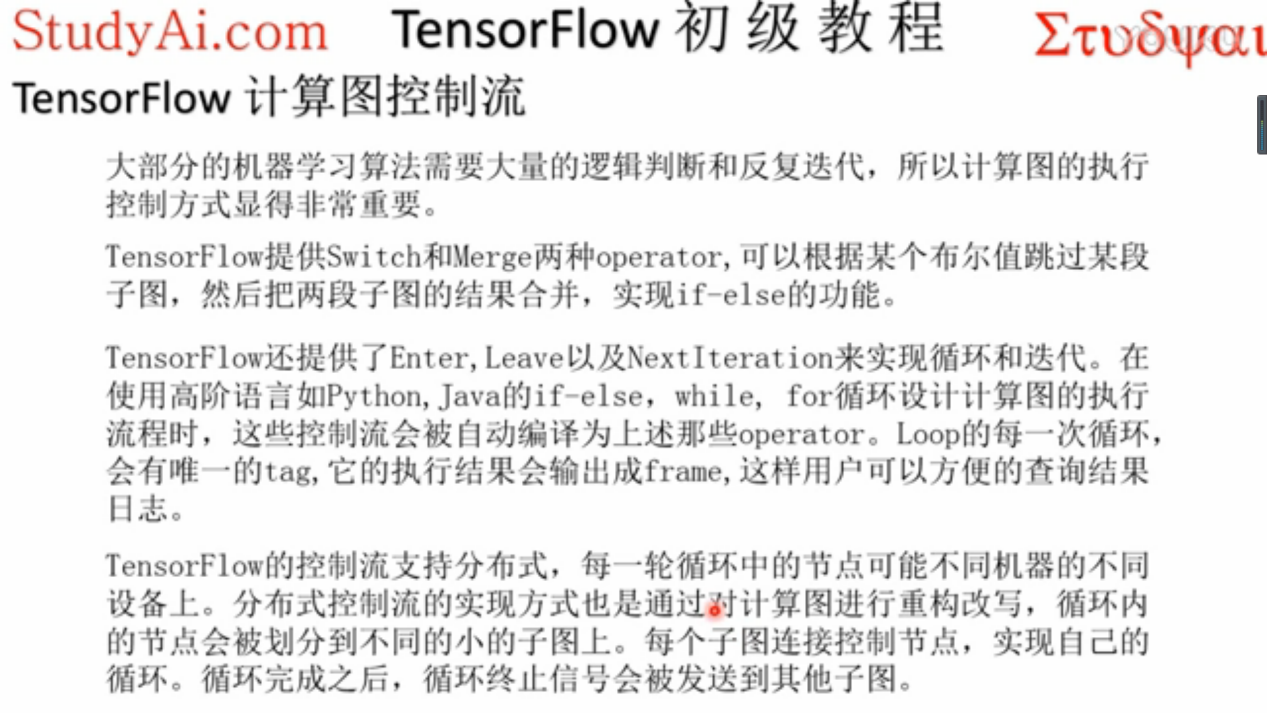 StudyAi.com
TensorFlow 初级教程
Στυδψαι
TensorFlow 计算图控制流
大部分的机器学习算法需要大量的逻辑判断和反复迭代，所以计算图的执行
控制方式显得非常重要。
TensorFlow提供Switch和Merge两种operator,可以根据某个布尔值跳过某段
子图，然后把两段子图的结果合并，实现if-else的功能。
TensorFlow还提供了Enter,Leave以及NextIteration来实现循环和迭代。在
使用高阶语言如Python,Java的if-else，while, for循环设计计算图的执行
流程时，这些控制流会被自动编译为上述那些operator。Loop的每一次循环，
会有唯一的tag,它的执行结果会输出成frame,这样用户可以方便的查询结果
日志。
TensorFlow的控制流支持分布式，每一轮循环中的节点可能不同机器的不同
设备上。分布式控制流的实现方式也是通过对计算图进行重构改写，循环内
的节点会被划分到不同的小的子图上。每个子图连接控制节点，实现自己的
循环。循环完成之后，循环终止信号会被发送到其他子图。